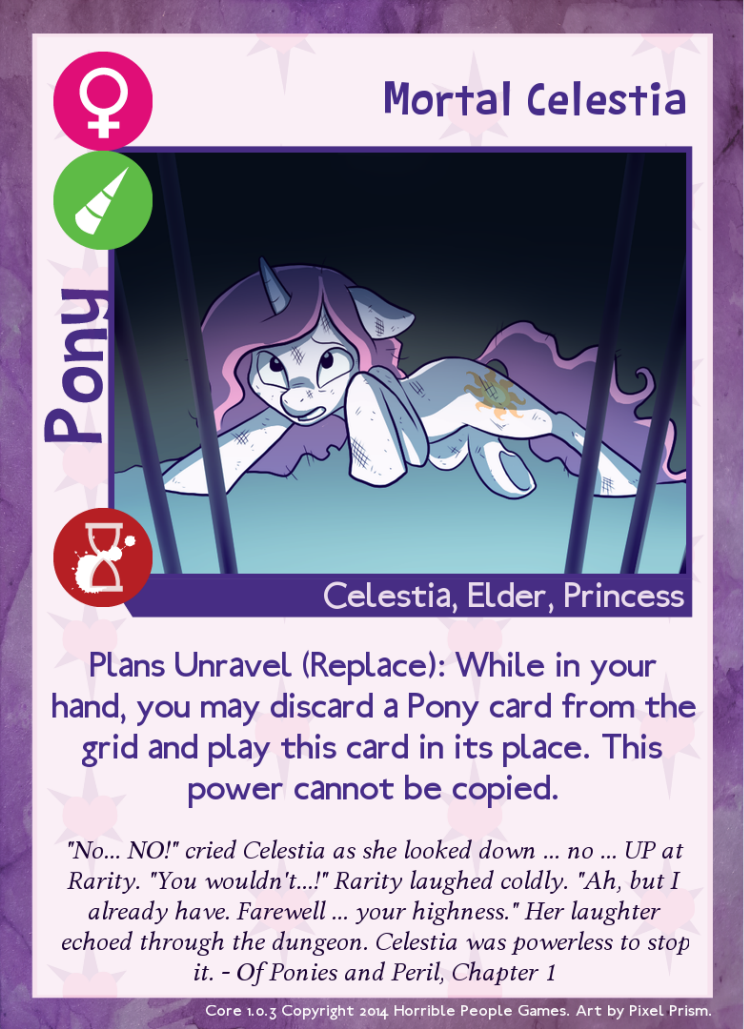 Mortal Celestia
Pony
Celestia, Elder, Princess
Plans Unravel (Replace): While in your
hand, you may discard a Pony card from the
grid and play this card in its place. This
power cannot be copied.
"No... NO!" cried Celestia as she looked down ... no ... UP at
Rarity. "You wouldn't...!" Rarity laughed coldly. "Ah, but I
already have. Farewell ... your highness." Her laughter
echoed through the dungeon. Celestia was powerless to stop
it. - Of Ponies and Peril, Chapter 1
Core 1.0.3 Copyright 2014 Horrible People Games. Art by Pixel Prism.